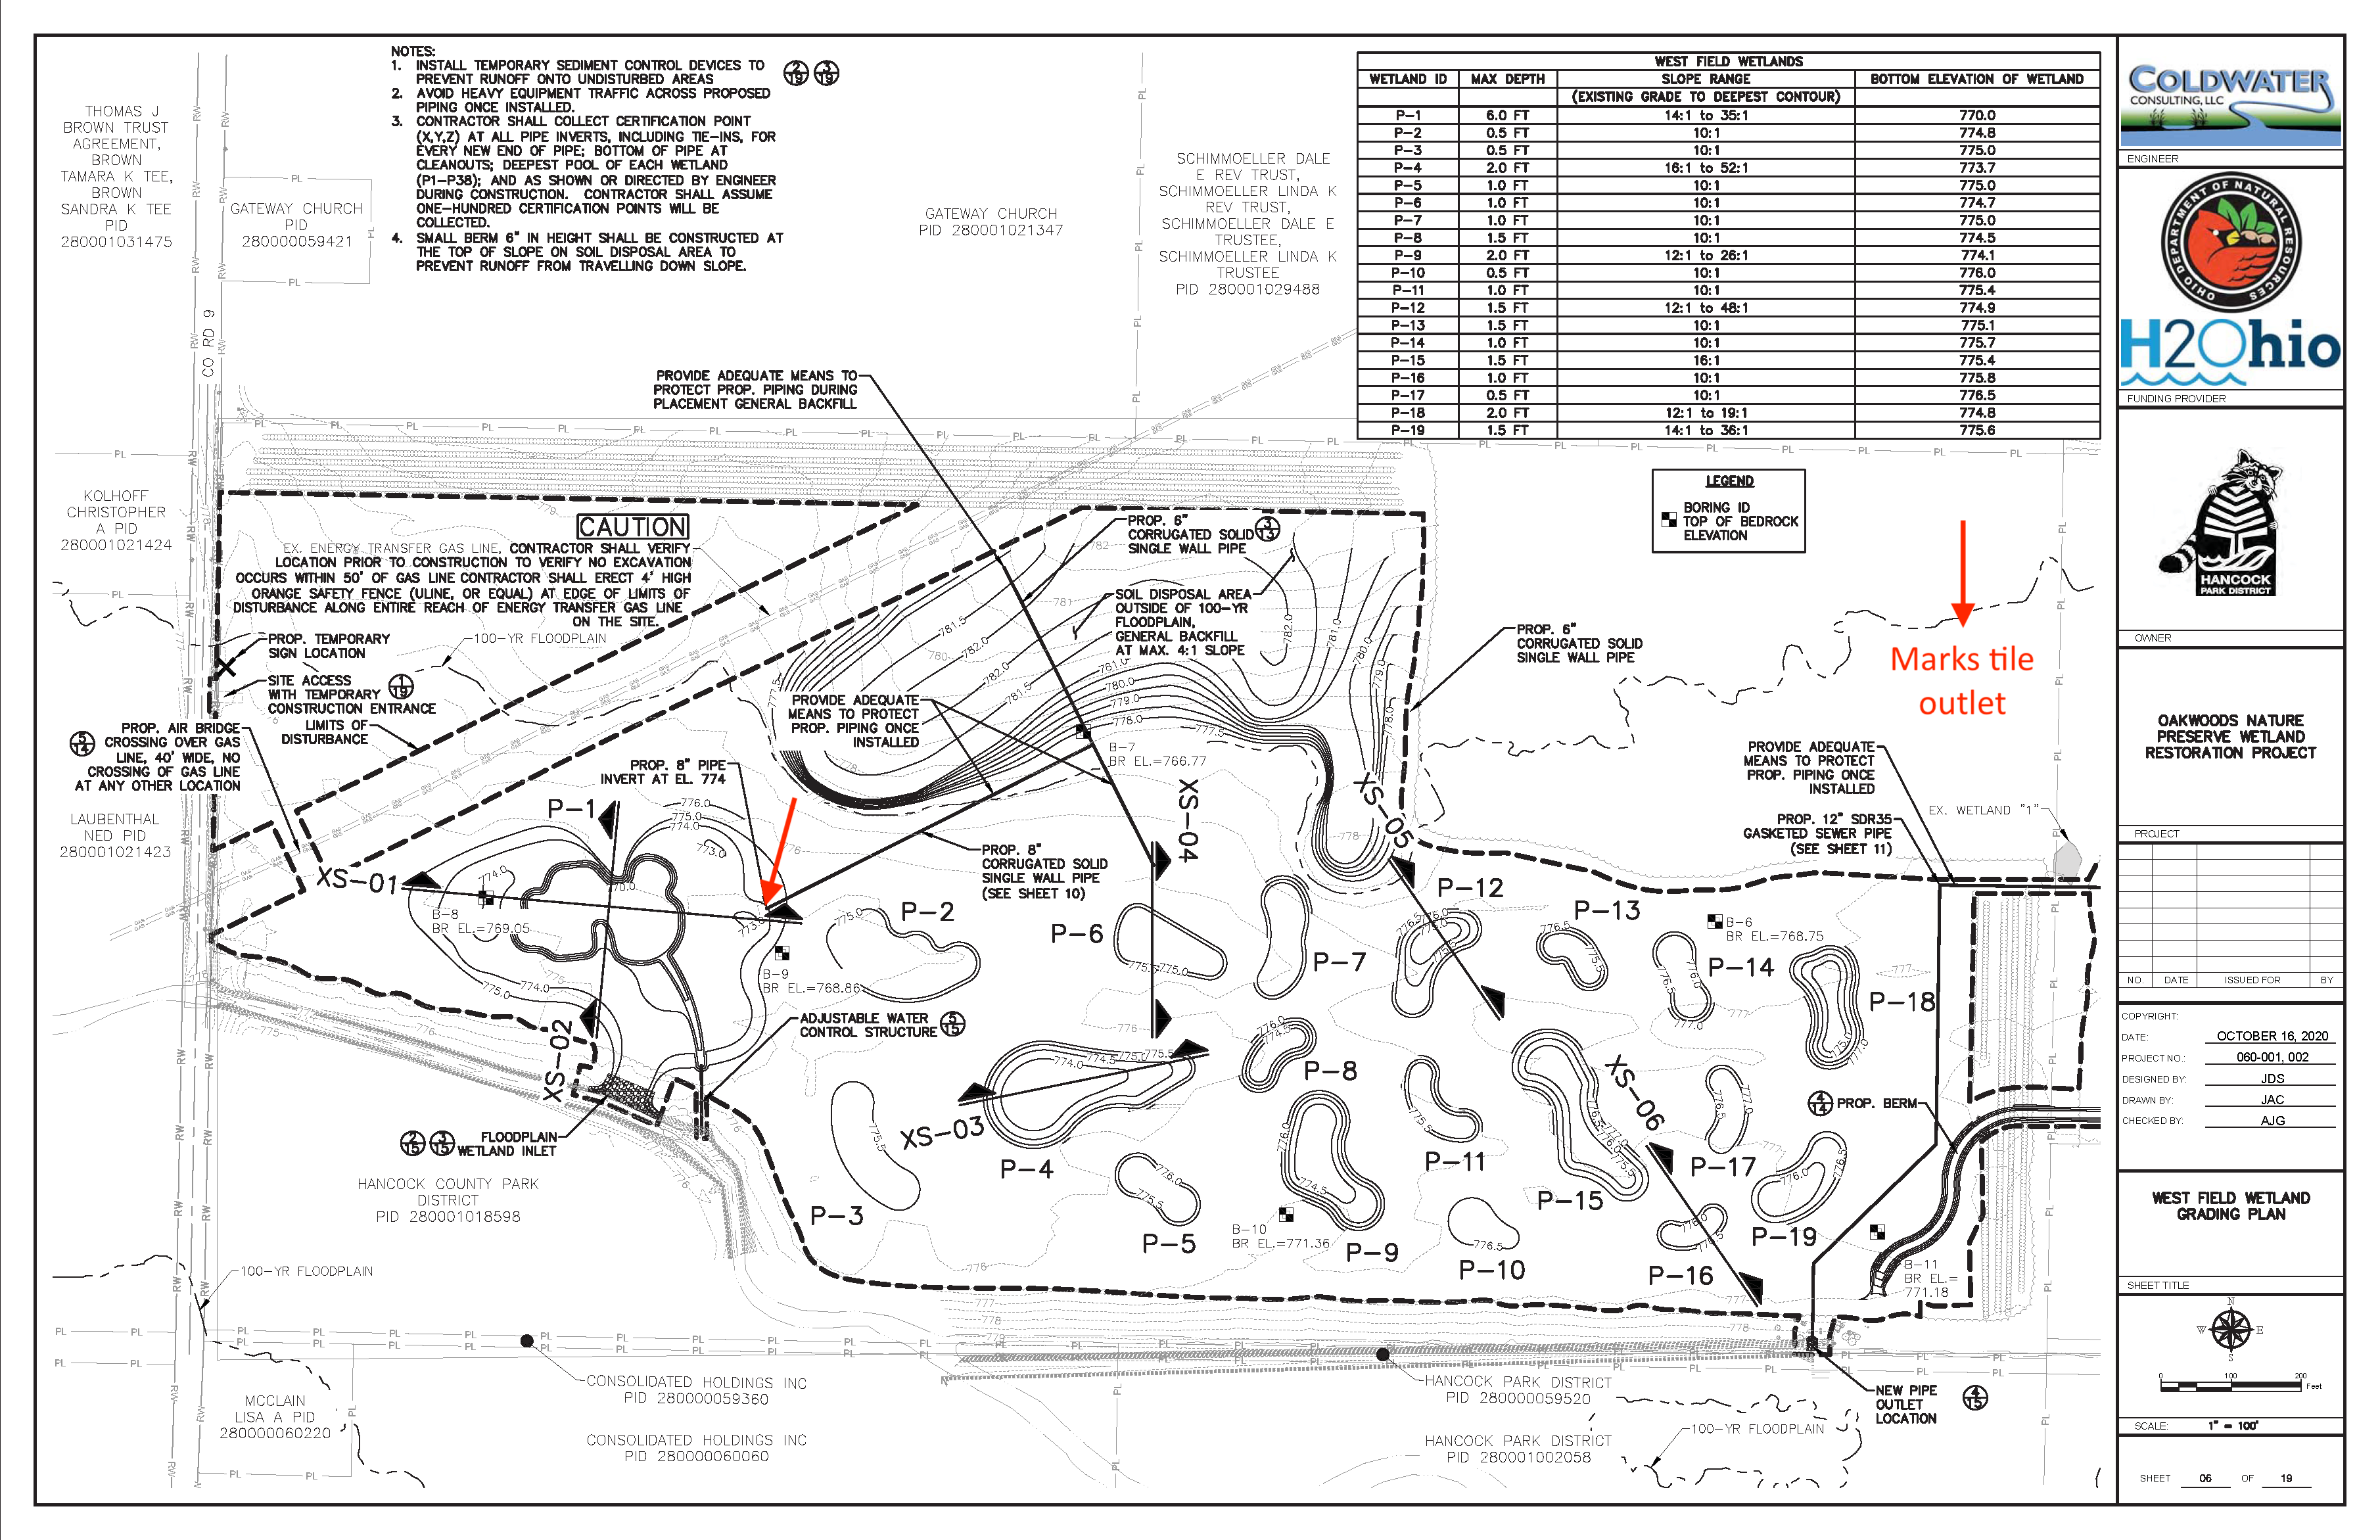 NOTES:
1. INSTALL TEMPORARY SEDIMENT CONTROL DEVICES TO
PREVENT RUNOFF ONTO UNDISTURBED AREAS
2/19 3/19
2. AVOID HEAVY EQUIPMENT TRAFFIC ACROSS PROPOSED
PIPING ONCE INSTALLED.
3. CONTRACTOR SHALL COLLECT CERTIFICATION POINT
(X,Y,Z) AT ALL PIPE INVERTS, INCLUDING TIE-INS, FOR
EVERY NEW END OF PIPE; BOTTOM OF PIPE AT
CLEANOUTS; DEEPEST POOL OF EACH WETLAND
(P1-P38); AND AS SHOWN OR DIRECTED BY ENGINEER
DURING CONSTRUCTION. CONTRACTOR SHALL ASSUME
ONE-HUNDRED CERTIFICATION POINTS WILL BE
COLLECTED.
4. SMALL BERM 6" IN HEIGHT SHALL BE CONSTRUCTED AT
THE TOP OF SLOPE ON SOIL DISPOSAL AREA TO
PREVENT RUNOFF FROM TRAVELLING DOWN SLOPE.
THOMAS J
BROWN TRUST
AGREEMENT,
BROWN
TAMARA K TEE,
BROWN
SANDRA K TEE
PID
280001031475
GATEWAY CHURCH
PID
280000059421
GATEWAY CHURCH
PID 280001021347
SCHIMMOELLER DALE
E REV TRUST,
SCHIMMOELLER LINDA K
REV TRUST,
SCHIMMOELLER DALE E
TRUSTEE,
SCHIMMOELLER LINDA K
TRUSTEE
PID 280001029488
WEST FIELD WETLANDS
WETLAND ID MAX DEPTH SLOPE RANGE BOTTOM ELEVATION OF WETLAND
(EXISTING GRADE TO DEEPEST CONTOUR)
P-1 6.0 FT 14:1 to 35:1 770.0
P-2 0.5 FT 10:1 774.8
P-3 0.5 FT 10:1 775.0
P-4 2.0 FT 16:1 to 52:1 773.7
P-5 1.0 FT 10:1 775.0
P-6 1.0 FT 10:1 774.7
P-7 1.0 FT 10:1 775.0
P-8 1.5 FT 10:1 774.5
P-9 2.0 FT 12:1 to 26:1 774.1
P-10 0.5 FT 10:1 776.0
P-11 1.0 FT 10:1 775.4
P-12 1.5 FT 12:1 to 48:1 774.9
P-13 1.5 FT 10:1 775.1
P-14 1.0 FT 10:1 775.7
P-15 1.5 FT 16:1 775.4
P-16 1.0 FT 10:1 775.8
P-17 0.5 FT 10:1 776.5
P-18 2.0 FT 12:1 to 19:1 774.8
P-19 1.5 FT 14:1 to 36:1 775.6
LEGEND
BORING ID
TOP OF BEDROCK
ELEVATION
CO RD 9
KOLHOFF
CHRISTOPHER
A PID
280001021424
PROVIDE ADEQUATE MEANS TO
PROTECT PROP. PIPING DURING
PLACEMENT GENERAL BACKFILL
CAUTION
EX. ENERGY TRANSFER GAS LINE, CONTRACTOR SHALL VERIFY
LOCATION PRIOR TO CONSTRUCTION TO VERIFY NO EXCAVATION
OCCURS WITHIN 50' OF GAS LINE CONTRACTOR SHALL ERECT 4' HIGH
ORANGE SAFETY FENCE (ULINE, OR EQUAL) AT EDGE OF LIMITS OF
DISTURBANCE ALONG ENTIRE REACH OF ENERGY TRANSFER GAS LINE
ON THE SITE.
PROP. 6"
CORRUGATED SOLID
SINGLE WALL PIPE
3/13
SOIL DISPOSAL AREA
OUTSIDE OF 100-YR
FLOODPLAIN,
GENERAL BACKFILL
AT MAX. 4:1 SLOPE
PROP. 6"
CORRUGATED SOLID
SINGLE WALL PIPE
Marks tile
outlet
PROP. TEMPORARY
SIGN LOCATION
100-YR FLOODPLAIN
SITE ACCESS
WITH TEMPORARY
CONSTRUCTION ENTRANCE
1/19
LIMITS OF
DISTURBANCE
PROP. AIR BRIDGE
CROSSING OVER GAS
LINE, 40' WIDE, NO
CROSSING OF GAS LINE
AT ANY OTHER LOCATION
5/14
LAUBENTHAL
NED PID
280001021423
PROVIDE ADEQUATE
MEANS TO PROTECT
PROP. PIPING ONCE
INSTALLED
PROP. 8" PIPE
INVERT AT EL. 774
B-7
BR EL.=766.77
PROVIDE ADEQUATE
MEANS TO PROTECT
PROP. PIPING ONCE
INSTALLED
PROP. 12" SDR35
GASKETED SEWER PIPE
(SEE SHEET 11)
EX. WETLAND "1"
PROP. 8"
CORRUGATED SOLID
SINGLE WALL PIPE
(SEE SHEET 10)
XS-01
XS-02
XS-03
XS-04
XS-05
XS-06
P-1
P-2
P-6
P-7
P-12
P-13
P-14
P-18
B-8
BR EL.=769.05
B-9
BR EL.=768.86
B-6
BR EL.=768.75
ADJUSTABLE WATER
CONTROL STRUCTURE
5/15
P-8
P-4
P-3
P-5
P-9
P-11
P-10
P-15
P-17
P-16
P-19
4/14 PROP. BERM
2/15 3/15
FLOODPLAIN
WETLAND INLET
HANCOCK COUNTY PARK
DISTRICT
PID 280001018598
B-10
BR EL.=771.36
B-11
BR EL.=
771.18
100-YR FLOODPLAIN
CONSOLIDATED HOLDINGS INC
PID 280000059360
CONSOLIDATED HOLDINGS INC
PID 280000060060
MCCLAIN
LISA A PID
280000060220
HANCOCK PARK DISTRICT
PID 280000059520
HANCOCK PARK DISTRICT
PID 280001002058
100-YR FLOODPLAIN
NEW PIPE
OUTLET
LOCATION
4/15
COLDWATER
CONSULTING, LLC
ENGINEER
OHIO DEPARTMENT OF NATURAL RESOURCES
H2Ohio
FUNDING PROVIDER
HANCOCK
PARK DISTRICT
OWNER
OAKWOODS NATURE
PRESERVE WETLAND
RESTORATION PROJECT
PROJECT
NO. DATE ISSUED FOR BY
COPYRIGHT:
DATE: OCTOBER 16, 2020
PROJECT NO.: 060-001, 002
DESIGNED BY: JDS
DRAWN BY: JAC
CHECKED BY: AJG
WEST FIELD WETLAND
GRADING PLAN
SHEET TITLE
N
W E
S
0 100 200
Feet
SCALE: 1" = 100'
SHEET 06 OF 19